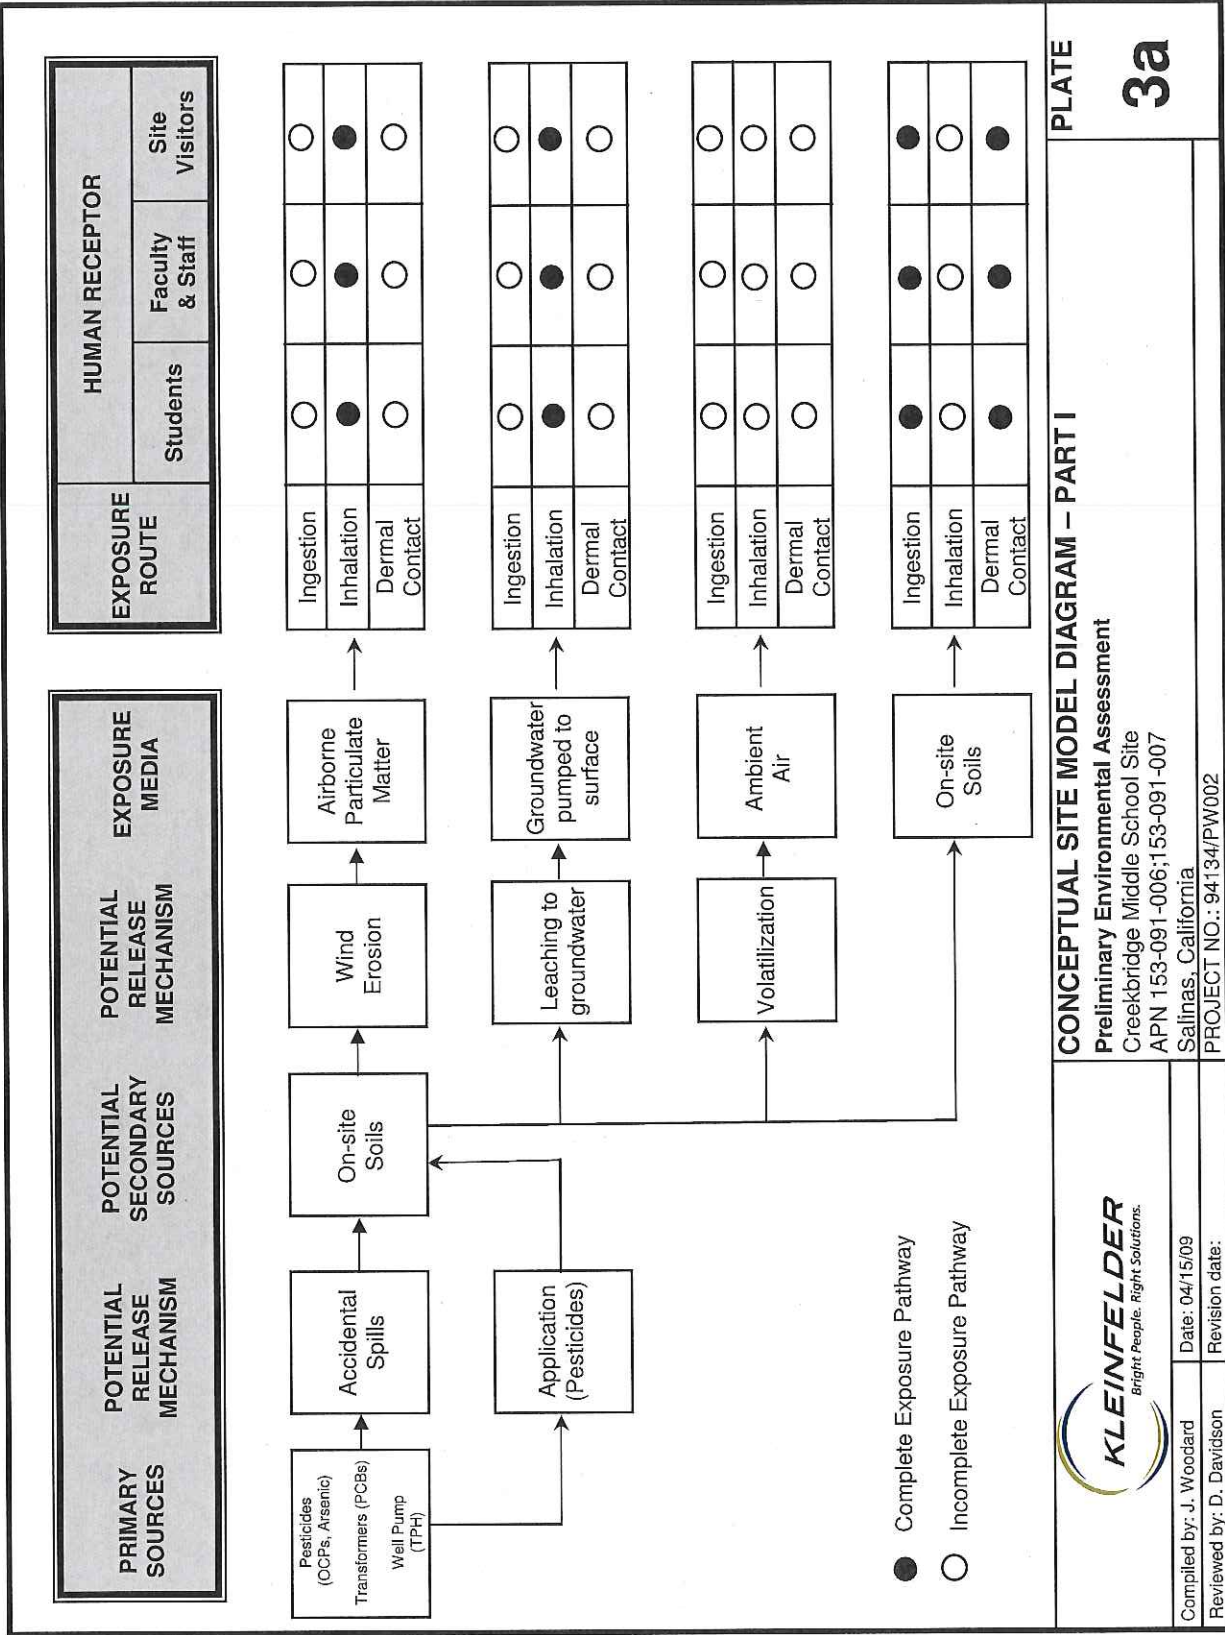 PRIMARY
SOURCES
POTENTIAL
RELEASE
MECHANISM
POTENTIAL
SECONDARY
SOURCES
POTENTIAL
RELEASE
MECHANISM
EXPOSURE
MEDIA
EXPOSURE
ROUTE
HUMAN RECEPTOR
Students
Faculty
& Staff
Site
Visitors
Pesticides
(OCPs, Arsenic)
Transformers (PCBs)
Well Pump
(TPH)
Accidental
Spills
Application
(Pesticides)
On-site
Soils
Wind
Erosion
Airborne
Particulate
Matter
Ingestion
Inhalation
Dermal
Contact
Leaching to
groundwater
Groundwater
pumped to
surface
Ingestion
Inhalation
Dermal
Contact
Volatilization
Ambient
Air
Ingestion
Inhalation
Dermal
Contact
On-site
Soils
Ingestion
Inhalation
Dermal
Contact
Complete Exposure Pathway
Incomplete Exposure Pathway
KLEINFELDER
Bright People. Right Solutions.
Compiled by: J. Woodard
Date: 04/15/09
Reviewed by: D. Davidson
Revision date:
CONCEPTUAL SITE MODEL DIAGRAM – PART I
Preliminary Environmental Assessment
Creekbridge Middle School Site
APN 153-091-006;153-091-007
Salinas, California
PROJECT NO.: 94134/PW002
PLATE
3a